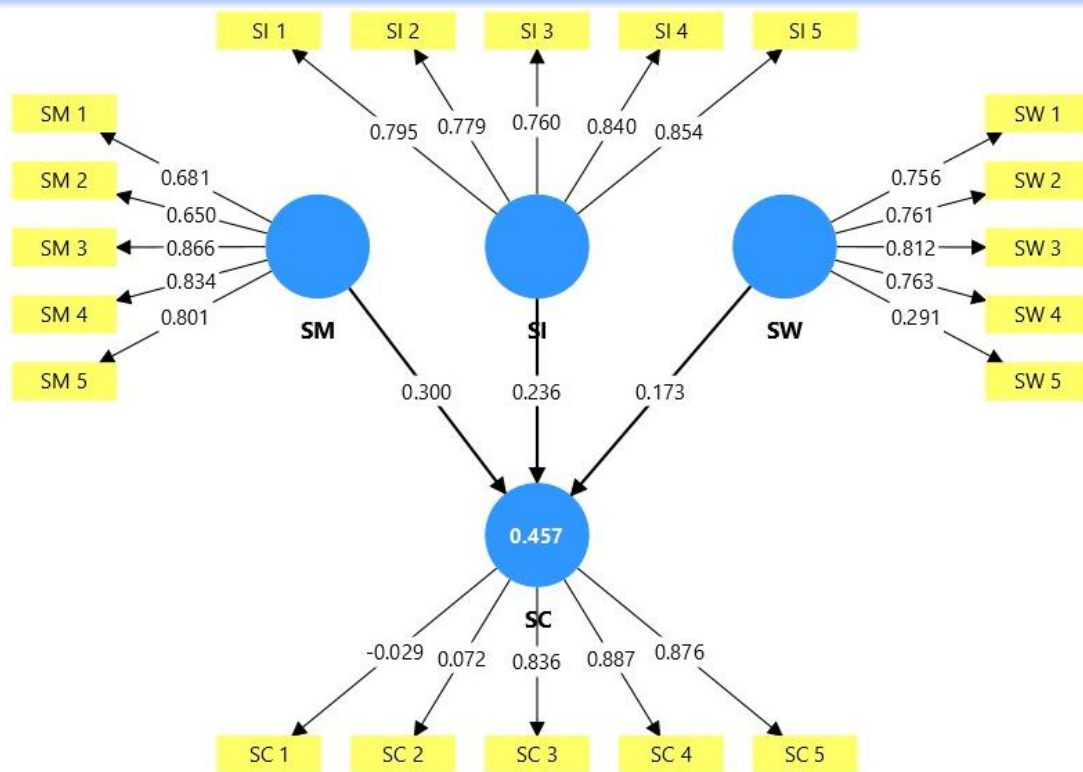 SI 1 SI 2 SI 3 SI 4 SI 5
SM 1 SW 1
0.795 0.779 0.760 0.840 0.854
SM 2 0.681 0.756 SW 2
0.650 0.761
SM 3 0.866 0.812 SW 3
0.834 0.763
SM 4 0.801 0.291 SW 4
SM SI SW
SM 5 SW 5
0.300 0.236 0.173
0.457
SC
-0.029 0.072 0.836 0.887 0.876
SC 1 SC 2 SC 3 SC 4 SC 5